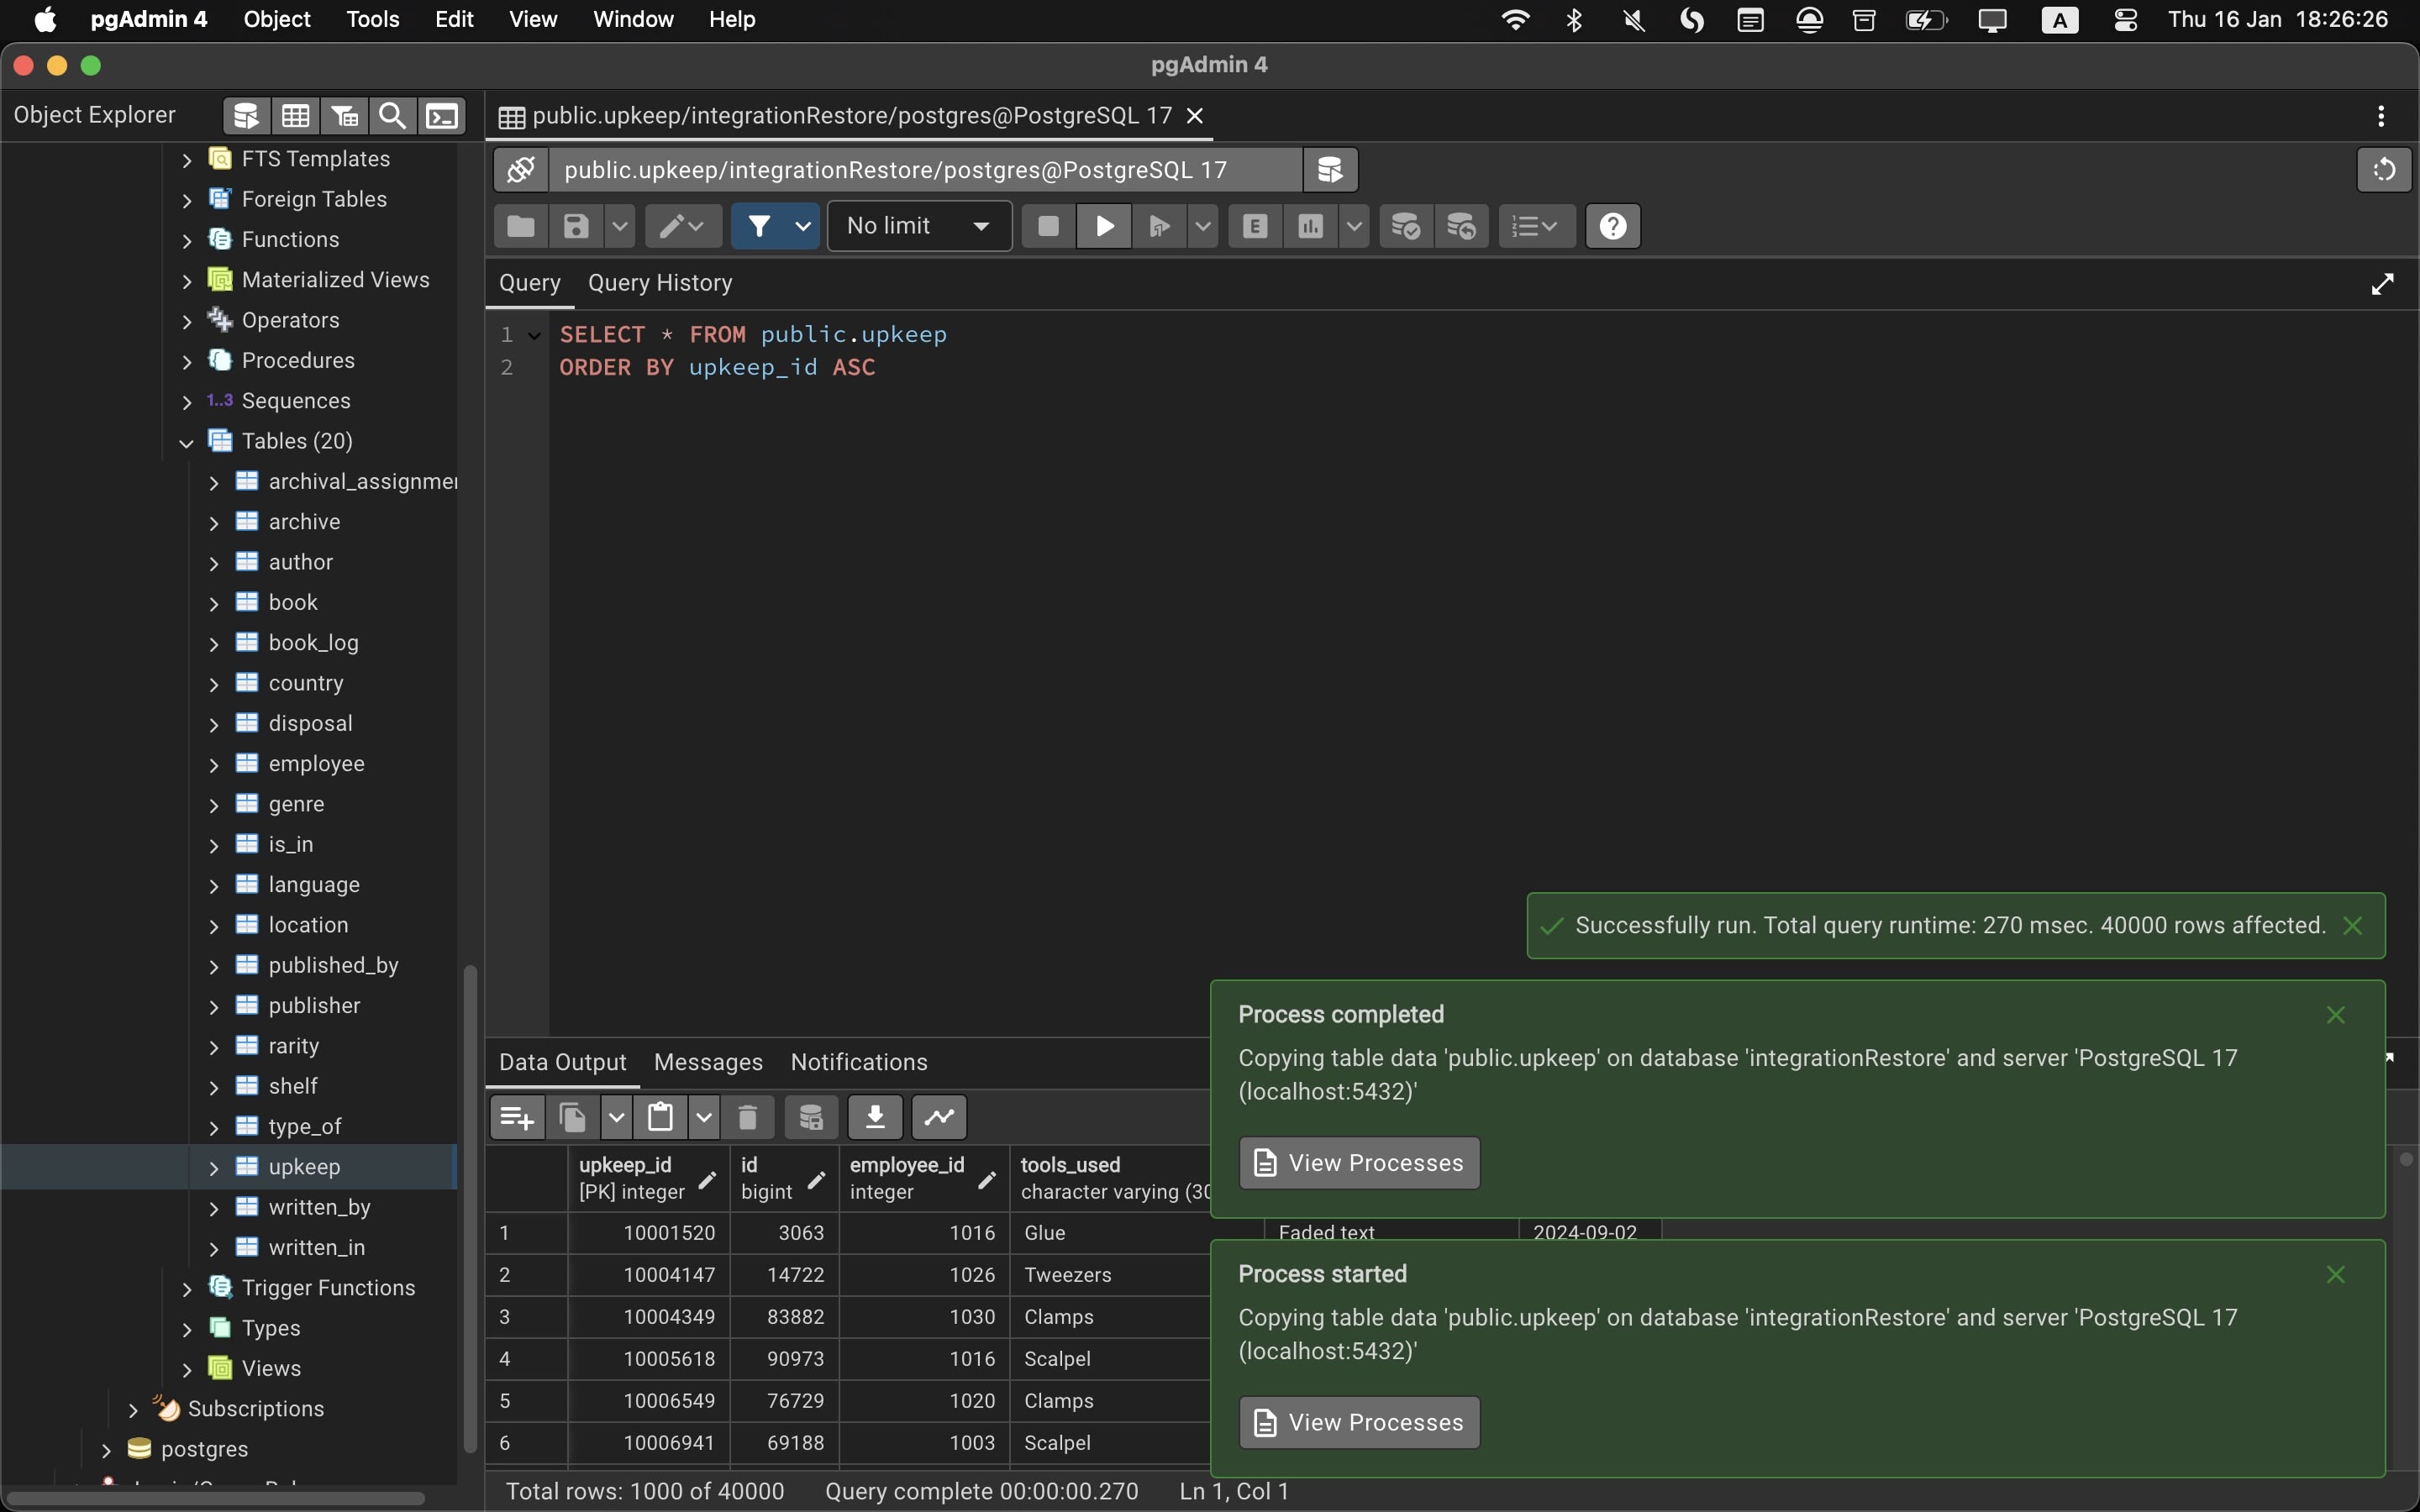 pgAdmin 4 Object Tools Edit View Window Help A Thu 16 Jan 18:26:26
pgAdmin 4
Object Explorer
public.upkeep/integrationRestore/postgres@PostgreSQL 17
public.upkeep/integrationRestore/postgres@PostgreSQL 17
No limit
E
Query Query History
1 SELECT * FROM public.upkeep
2 ORDER BY upkeep_id ASC
FTS Templates
Foreign Tables
Functions
Materialized Views
Operators
Procedures
1..3 Sequences
Tables (20)
archival_assignmen
archive
author
book
book_log
country
disposal
employee
genre
is_in
language
location
published_by
publisher
rarity
shelf
type_of
upkeep
written_by
written_in
Trigger Functions
Types
Views
Subscriptions
postgres
Successfully run. Total query runtime: 270 msec. 40000 rows affected.
Process completed
Copying table data 'public.upkeep' on database 'integrationRestore' and server 'PostgreSQL 17
(localhost:5432)'
View Processes
Process started
Copying table data 'public.upkeep' on database 'integrationRestore' and server 'PostgreSQL 17
(localhost:5432)'
View Processes
Data Output Messages Notifications
upkeep_id id employee_id tools_used
[PK] integer bigint integer character varying (30
1 10001520 3063 1016 Glue Faded text 2024-09-02
2 10004147 14722 1026 Tweezers
3 10004349 83882 1030 Clamps
4 10005618 90973 1016 Scalpel
5 10006549 76729 1020 Clamps
6 10006941 69188 1003 Scalpel
Total rows: 1000 of 40000 Query complete 00:00:00.270 Ln 1, Col 1